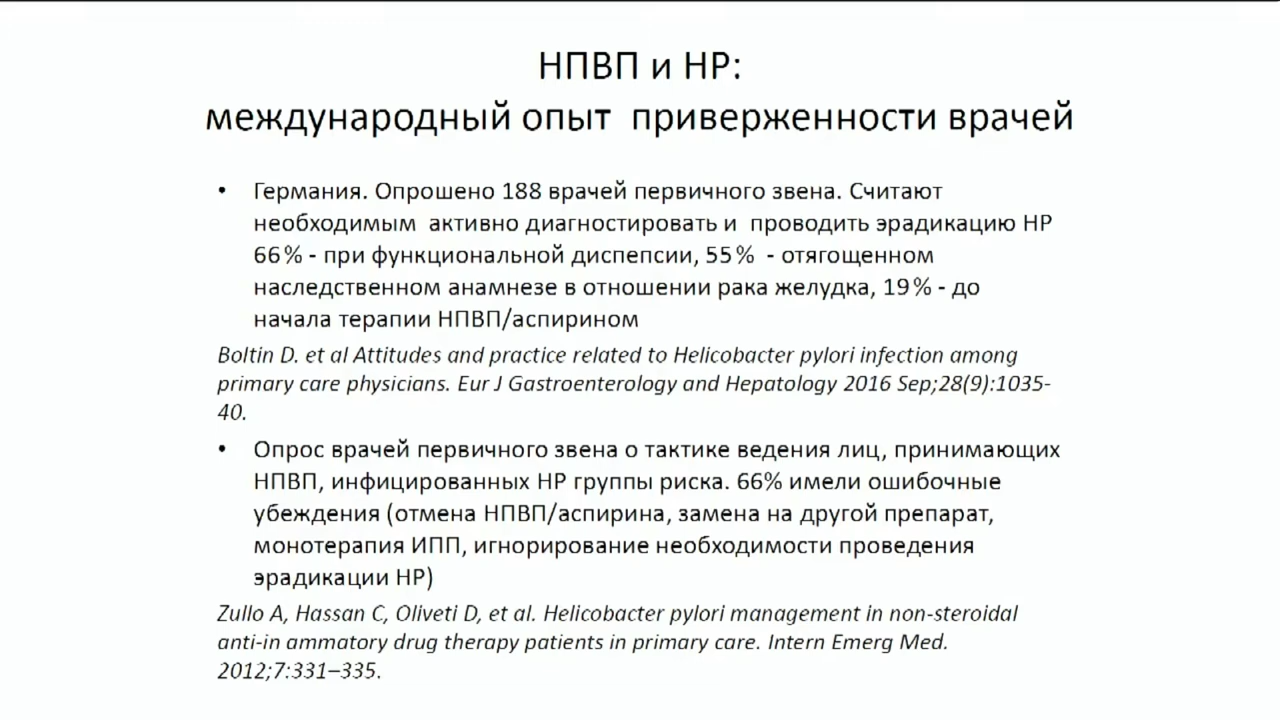 НПВП и НР:
международный опыт приверженности врачей
• Германия. Опрошено 188 врачей первичного звена. Считают
необходимым активно диагностировать и проводить эрадикацию НР
66% - при функциональной диспепсии, 55% - отягощенном
наследственном анамнезе в отношении рака желудка, 19% - до
начала терапии НПВП/аспирином
Boltin D. et al Attitudes and practice related to Helicobacter pylori infection among
primary care physicians. Eur J Gastroenterology and Hepatology 2016 Sep;28(9):1035-
40.
• Опрос врачей первичного звена о тактике ведения лиц, принимающих
НПВП, инфицированных НР группы риска. 66% имели ошибочные
убеждения (отмена НПВП/аспирина, замена на другой препарат,
монотерапия ИПП, игнорирование необходимости проведения
эрадикации НР)
Zullo A, Hassan C, Oliveti D, et al. Helicobacter pylori management in non-steroidal
anti-in ammatory drug therapy patients in primary care. Intern Emerg Med.
2012;7:331–335.